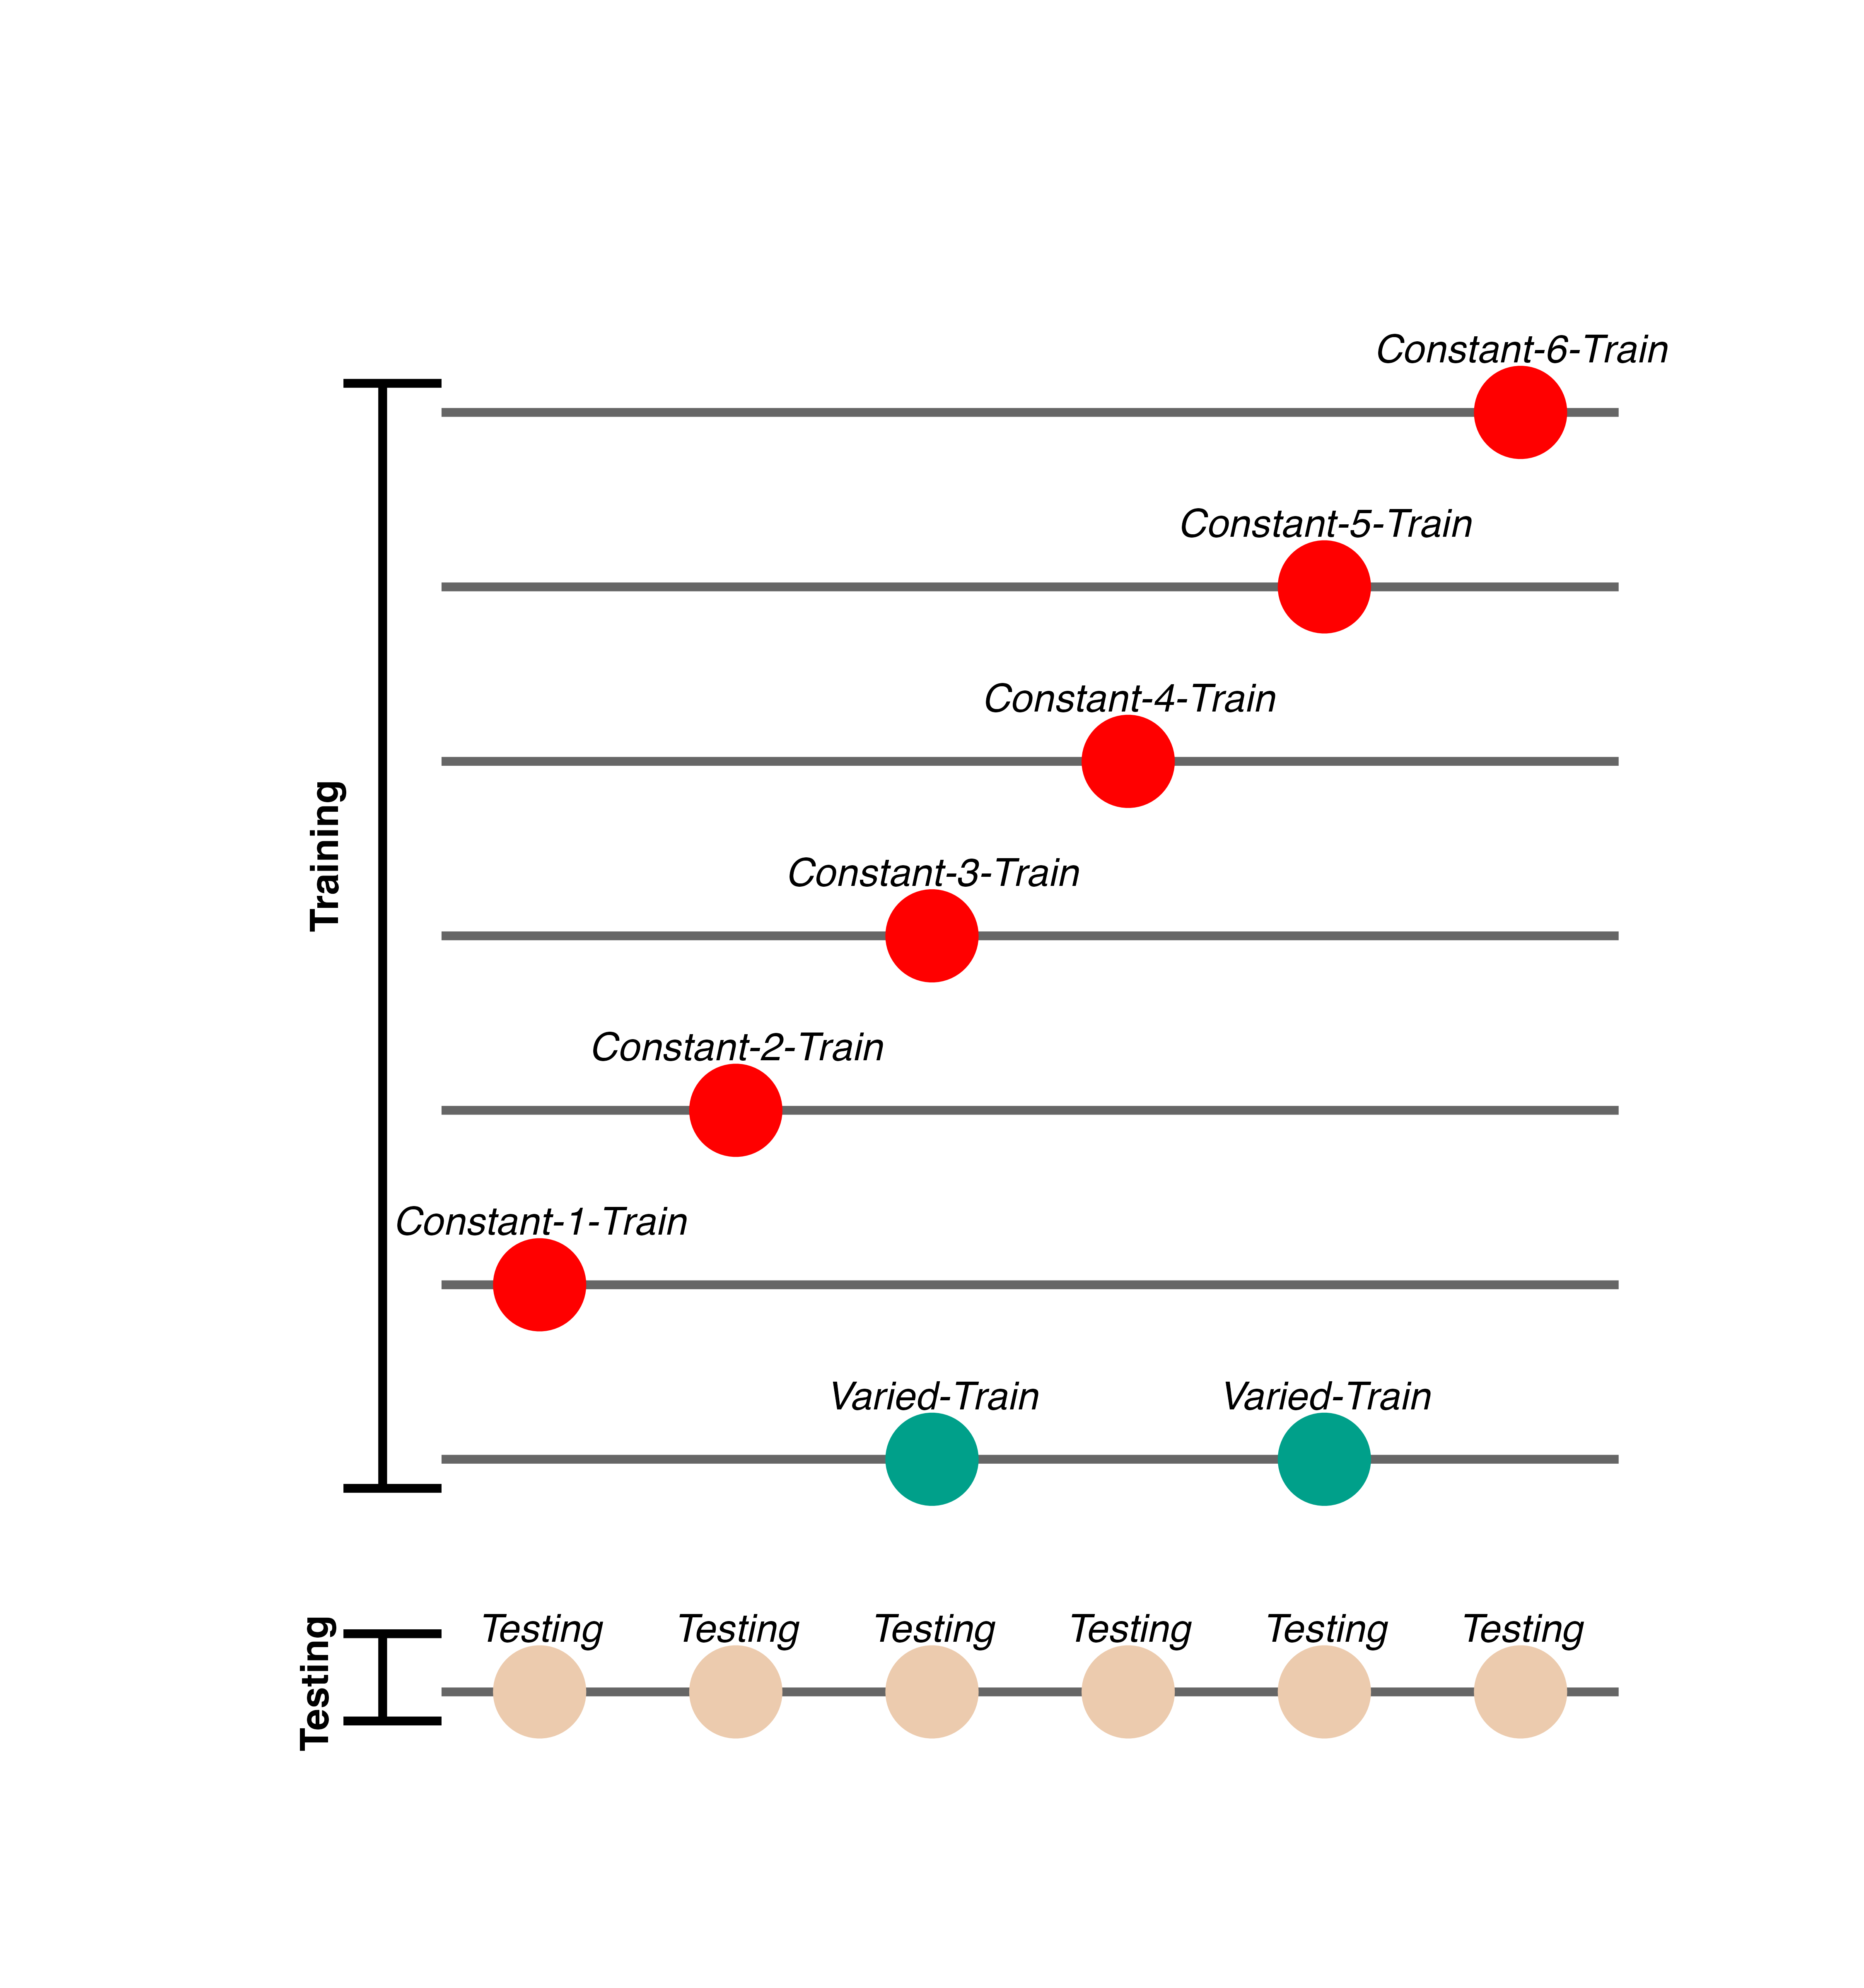 Constant-6-Train
Constant-5-Train
Constant-4-Train
Training
Constant-3-Train
Constant-2-Train
Constant-1-Train
Varied-Train Varied-Train
Testing
Testing Testing Testing Testing Testing Testing